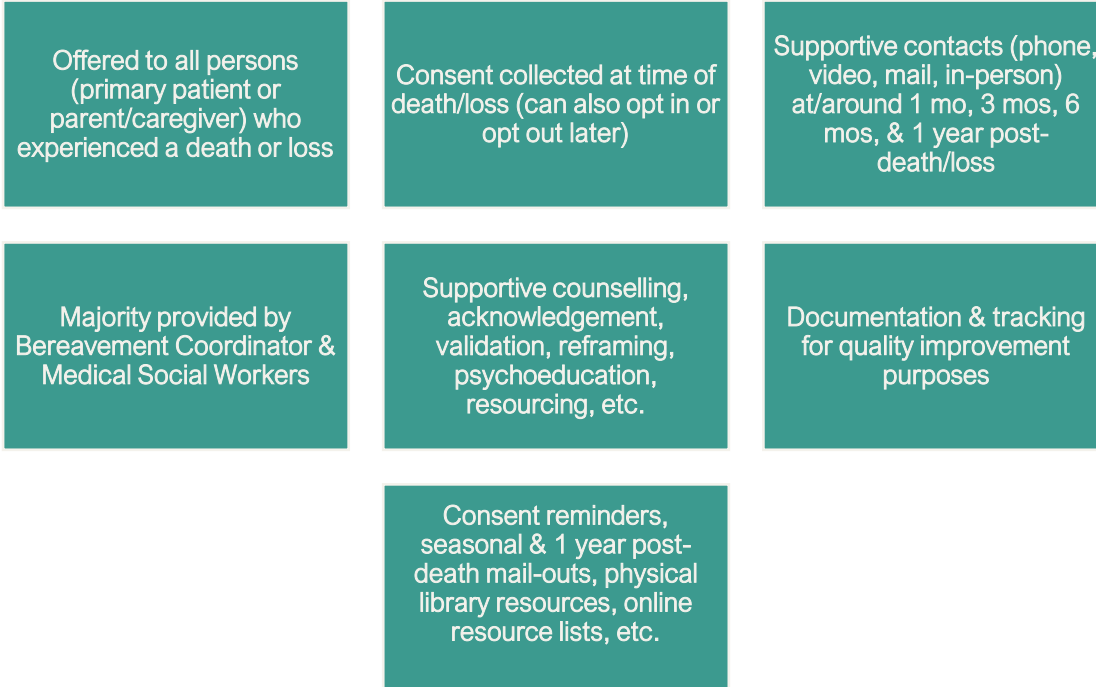 Offered to all persons
(primary patient or
parent/caregiver) who
experienced a death or loss
Consent collected at time of
death/loss (can also opt in or
opt out later)
Supportive contacts (phone,
video, mail, in-person)
at/around 1 mo, 3 mos, 6
mos, & 1 year post-
death/loss
Majority provided by
Bereavement Coordinator &
Medical Social Workers
Supportive counselling,
acknowledgement,
validation, reframing,
psychoeducation,
resourcing, etc.
Documentation & tracking
for quality improvement
purposes
Consent reminders,
seasonal & 1 year post-
death mail-outs, physical
library resources, online
resource lists, etc.